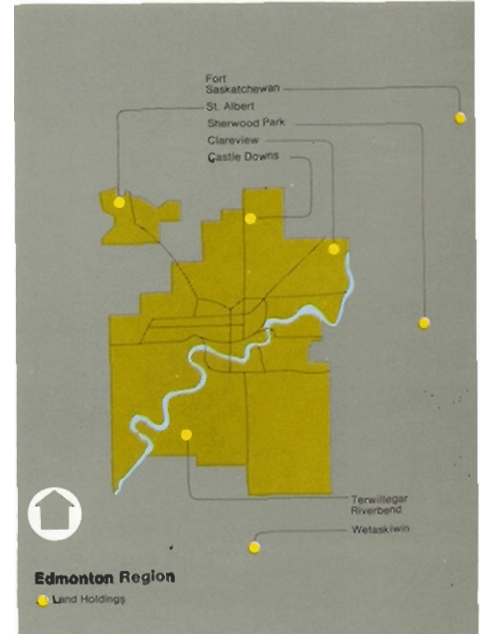 Fort
Saskatchewan
St. Albert
Sherwood Park
Clareview
Castle Downs
Terwillegar
Riverbend
Wetaskiwin
Edmonton Region
Land Holdings